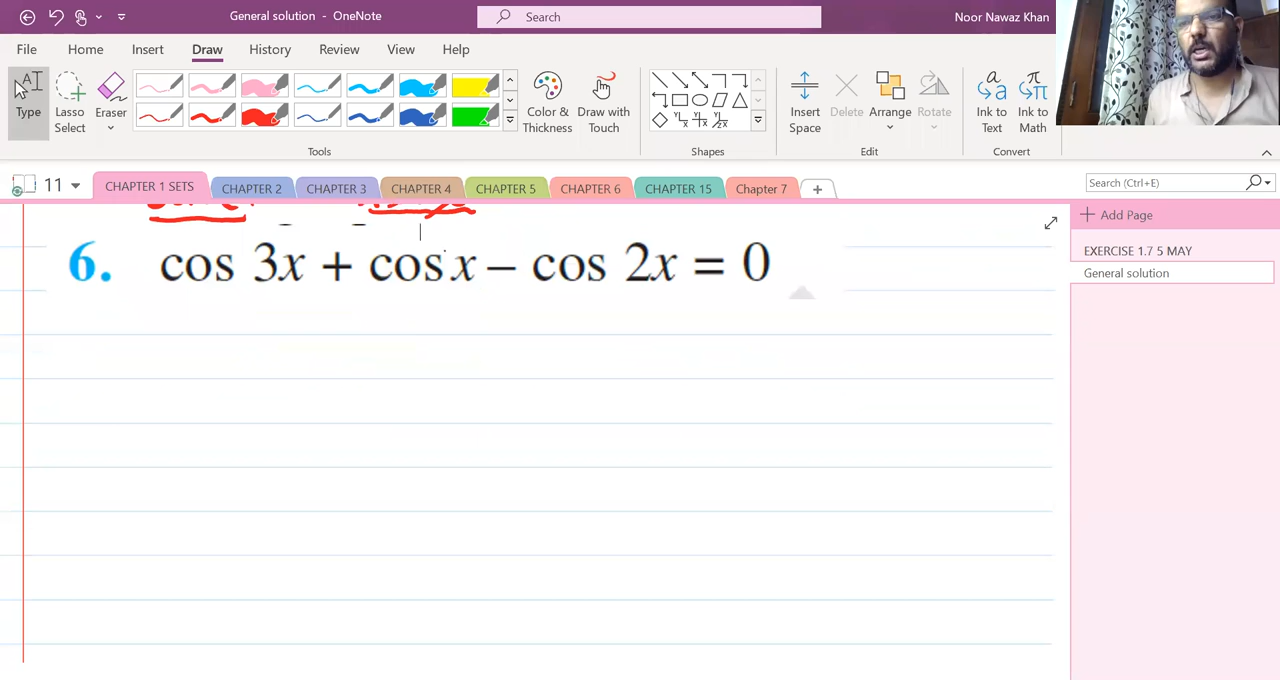 General solution - OneNote
Search
Noor Nawaz Khan
File Home Insert Draw History Review View Help
Type
Lasso Select
Eraser
Color & Thickness
Draw with Touch
Insert Space
Delete
Arrange
Rotate
Ink to Text
Ink to Math
Tools
Shapes
Edit
Convert
11
CHAPTER 1 SETS CHAPTER 2 CHAPTER 3 CHAPTER 4 CHAPTER 5 CHAPTER 6 CHAPTER 15 Chapter 7
Search (Ctrl+E)
Add Page
EXERCISE 1.7 5 MAY
General solution
6. cos 3x + cos x – cos 2x = 0